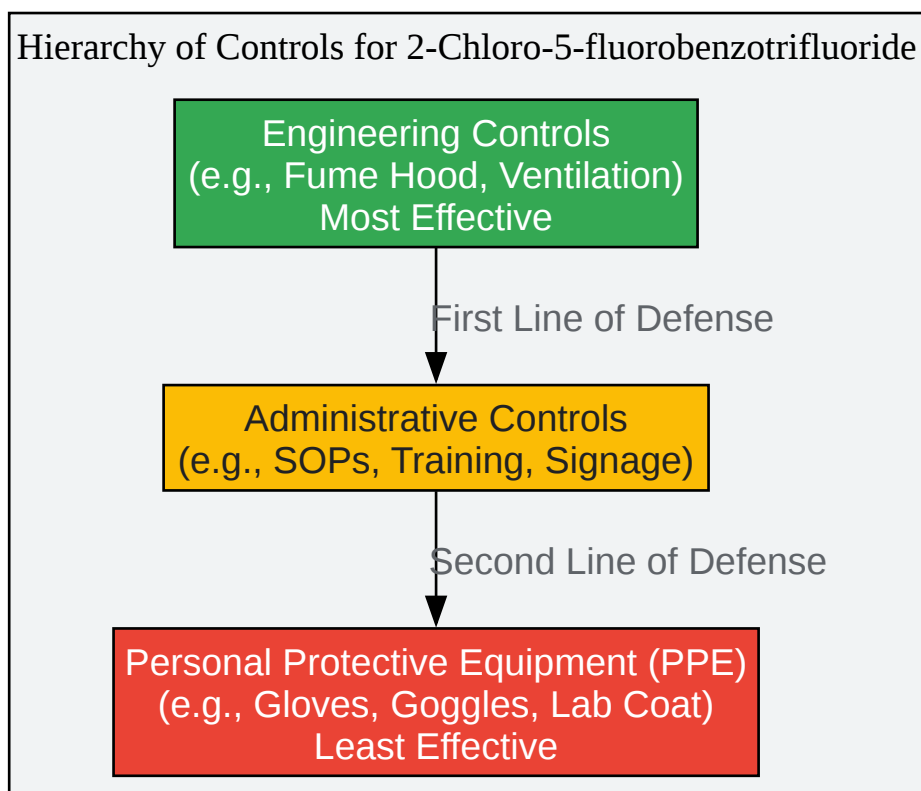 Hierarchy of Controls for 2-Chloro-5-fluorobenzotrifluoride
Engineering Controls
(e.g., Fume Hood, Ventilation)
Most Effective
First Line of Defense
Administrative Controls
(e.g., SOPs, Training, Signage)
Second Line of Defense
Personal Protective Equipment (PPE)
(e.g., Gloves, Goggles, Lab Coat)
Least Effective